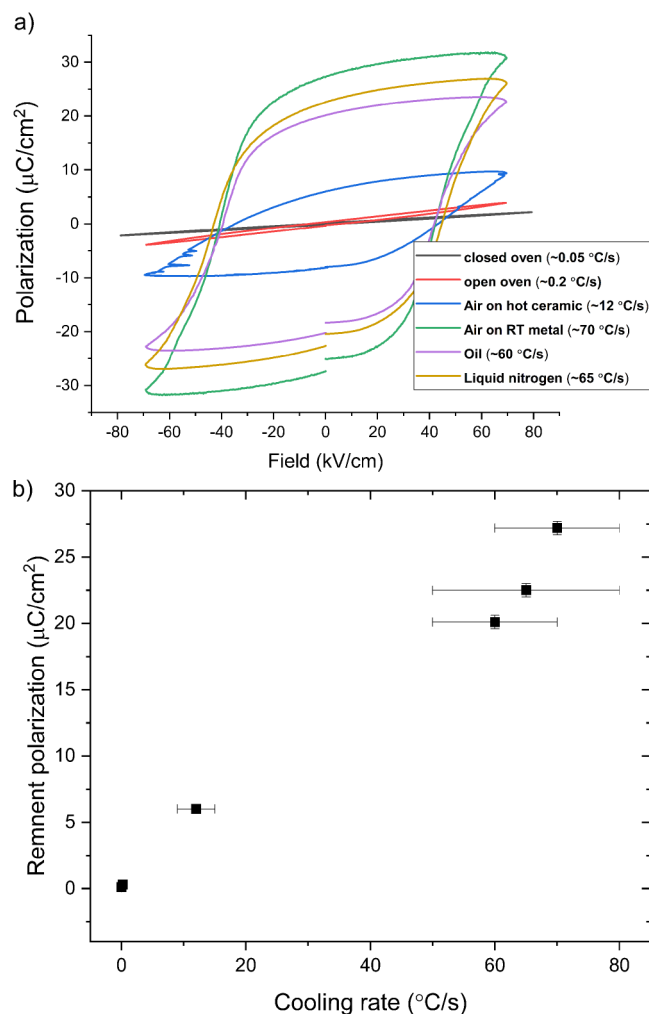 a)
Polarization (μC/cm²)
30
20
10
0
-10
-20
-30
closed oven (~0.05 °C/s)
open oven (~0.2 °C/s)
Air on hot ceramic (~12 °C/s)
Air on RT metal (~70 °C/s)
Oil (~60 °C/s)
Liquid nitrogen (~65 °C/s)
-80 -60 -40 -20 0 20 40 60 80
Field (kV/cm)
b)
Remnent polarization (μC/cm²)
30
25
20
15
10
5
0
0 20 40 60 80
Cooling rate (°C/s)